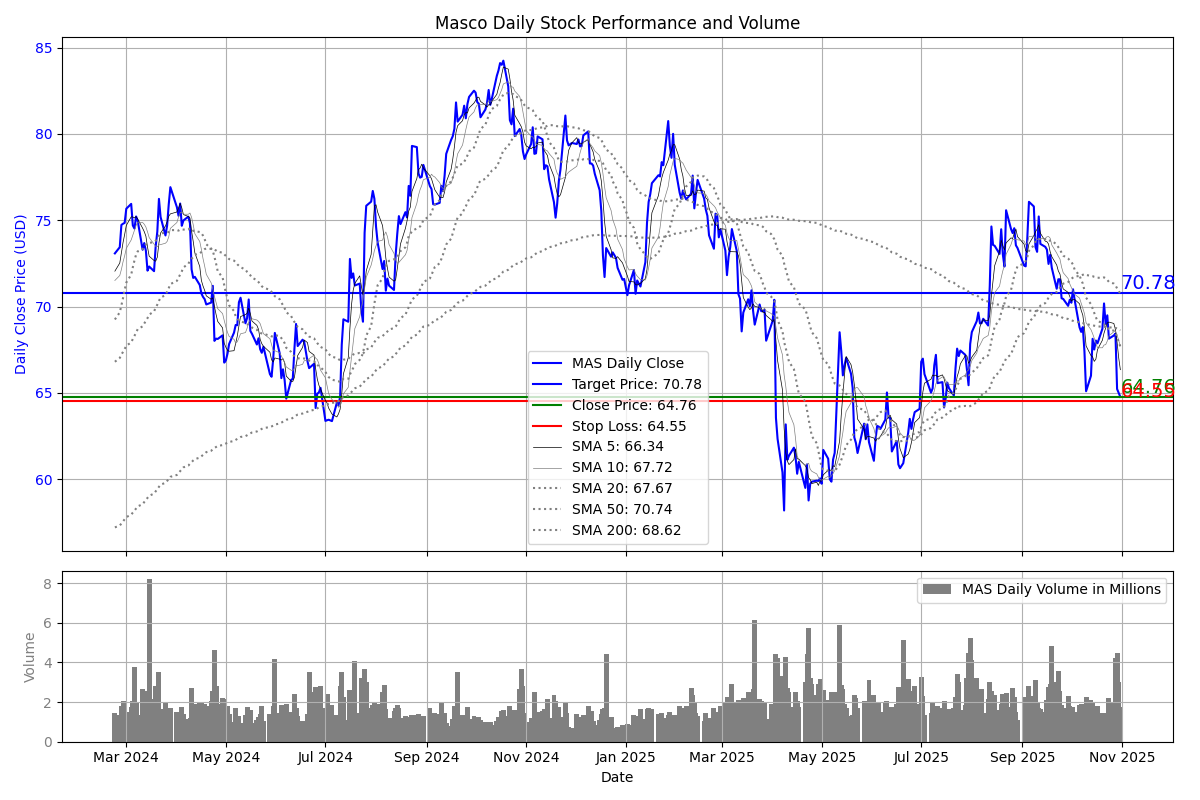 Masco Daily Stock Performance and Volume
Daily Close Price (USD)
85
80
75
70
65
60
70.78
64.76
64.55
MAS Daily Close
Target Price: 70.78
Close Price: 64.76
Stop Loss: 64.55
SMA 5: 66.34
SMA 10: 67.72
SMA 20: 67.67
SMA 50: 70.74
SMA 200: 68.62
Volume
8
6
4
2
0
MAS Daily Volume in Millions
Mar 2024 May 2024 Jul 2024 Sep 2024 Nov 2024 Jan 2025 Mar 2025 May 2025 Jul 2025 Sep 2025 Nov 2025
Date